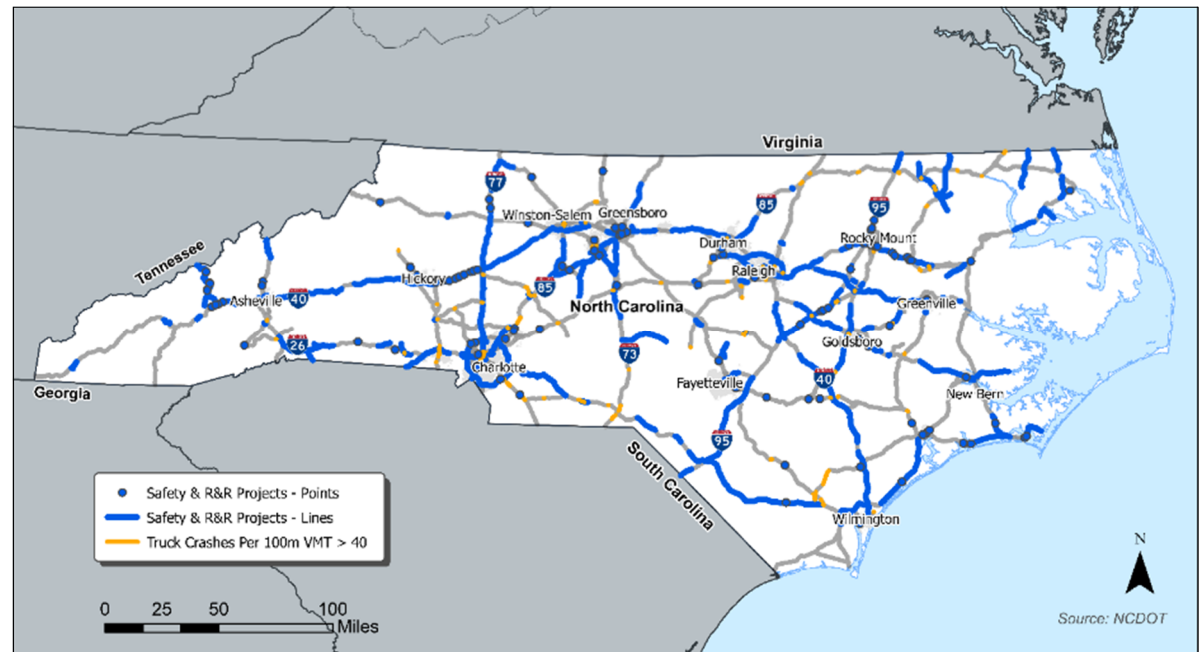 Virginia
77
85
95
Winston-Salem
Greensboro
Durham
Rocky Mount
Tennessee
Hickory
Raleigh
Asheville
40
85
North Carolina
Greenville
26
Goldsboro
73
Charlotte
Georgia
Fayetteville
40
New Bern
95
South Carolina
Wilmington
Safety & R&R Projects - Points
Safety & R&R Projects - Lines
Truck Crashes Per 100m VMT > 40
N
0 25 50 100
Miles
Source: NCDOT